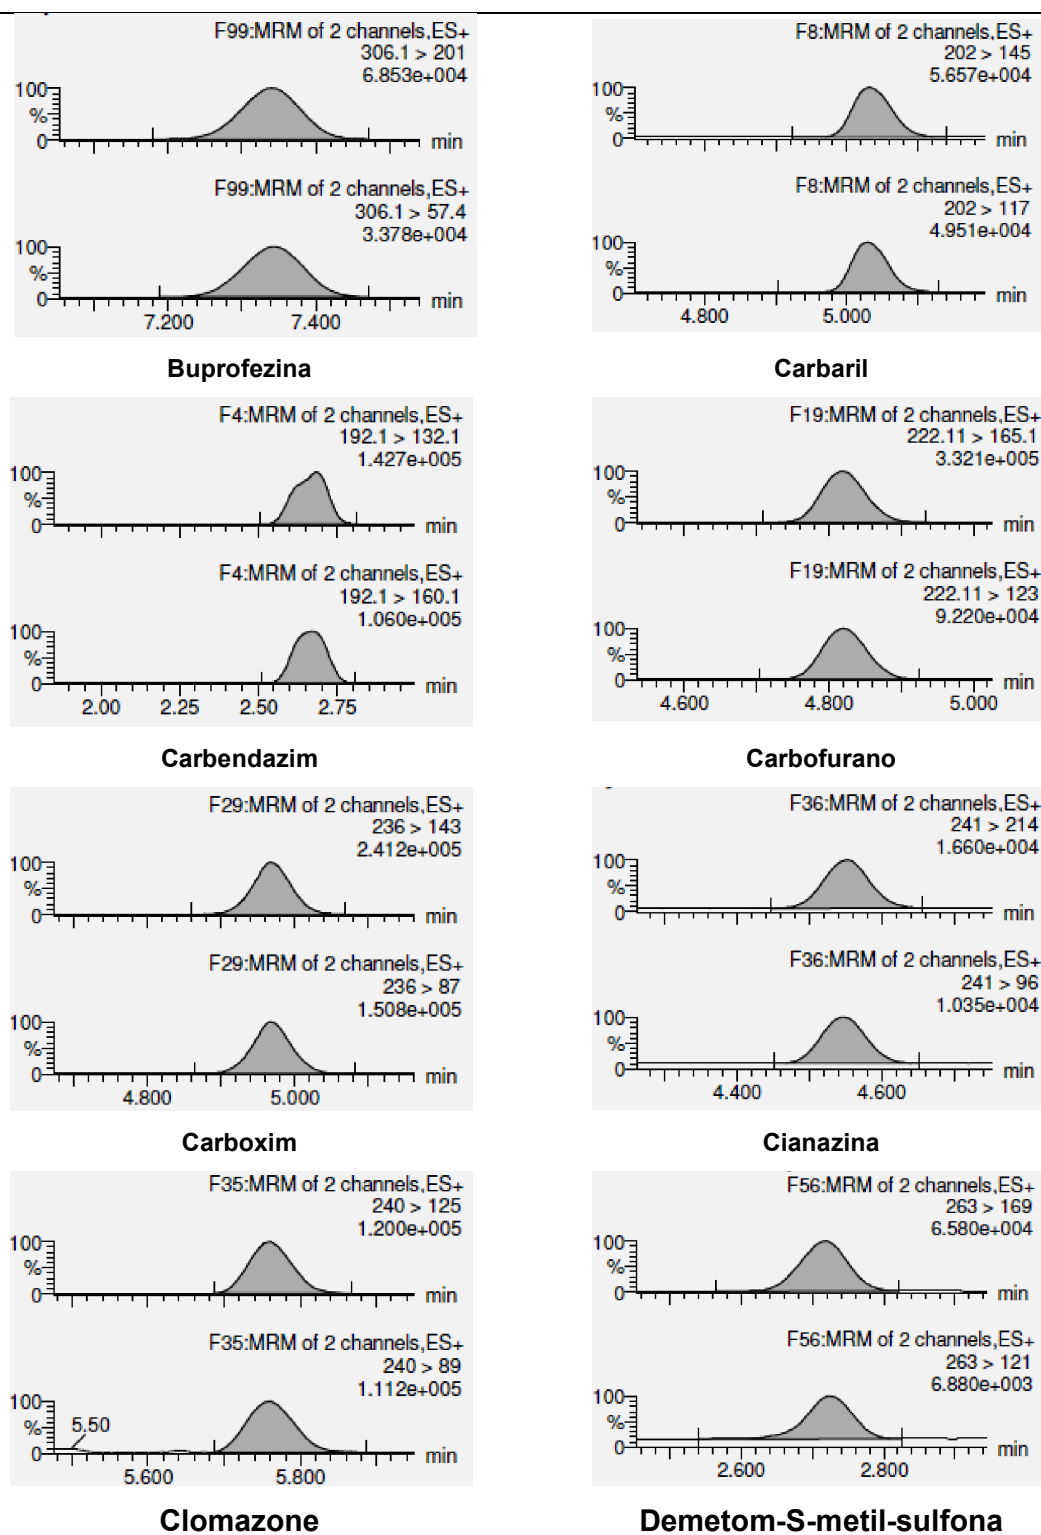 F99:MRM of 2 channels,ES+
306.1 > 201
6.853e+004
100
%
0
min
F99:MRM of 2 channels,ES+
306.1 > 57.4
3.378e+004
100
%
0
min
7.200 7.400
Buprofezina
F8:MRM of 2 channels,ES+
202 > 145
5.657e+004
100
%
0
min
F8:MRM of 2 channels,ES+
202 > 117
4.951e+004
100
%
0
min
4.800 5.000
Carbaril
F4:MRM of 2 channels,ES+
192.1 > 132.1
1.427e+005
100
%
0
min
F4:MRM of 2 channels,ES+
192.1 > 160.1
1.060e+005
100
%
0
min
2.00 2.25 2.50 2.75
Carbendazim
F19:MRM of 2 channels,ES+
222.11 > 165.1
3.321e+005
100
%
0
min
F19:MRM of 2 channels,ES+
222.11 > 123
9.220e+004
100
%
0
min
4.600 4.800 5.000
Carbofurano
F29:MRM of 2 channels,ES+
236 > 143
2.412e+005
100
%
0
min
F29:MRM of 2 channels,ES+
236 > 87
1.508e+005
100
%
0
min
4.800 5.000
Carboxim
F36:MRM of 2 channels,ES+
241 > 214
1.660e+004
100
%
0
min
F36:MRM of 2 channels,ES+
241 > 96
1.035e+004
100
%
0
min
4.400 4.600
Cianazina
F35:MRM of 2 channels,ES+
240 > 125
1.200e+005
100
%
0
min
F35:MRM of 2 channels,ES+
240 > 89
1.112e+005
100
%
0
5.50
min
5.600 5.800
Clomazone
F56:MRM of 2 channels,ES+
263 > 169
6.580e+004
100
%
0
min
F56:MRM of 2 channels,ES+
263 > 121
6.880e+003
100
%
0
min
2.600 2.800
Demetom-S-metil-sulfona